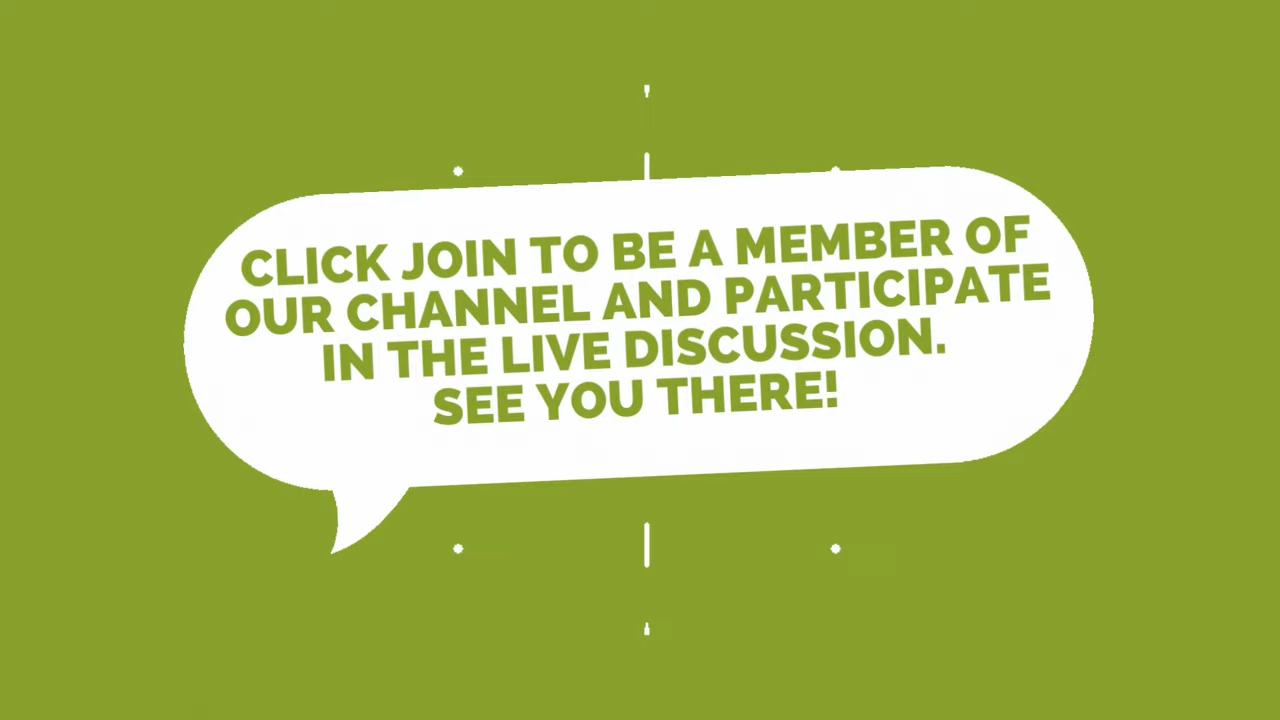 CLICK JOIN TO BE A MEMBER OF
OUR CHANNEL AND PARTICIPATE
IN THE LIVE DISCUSSION.
SEE YOU THERE!